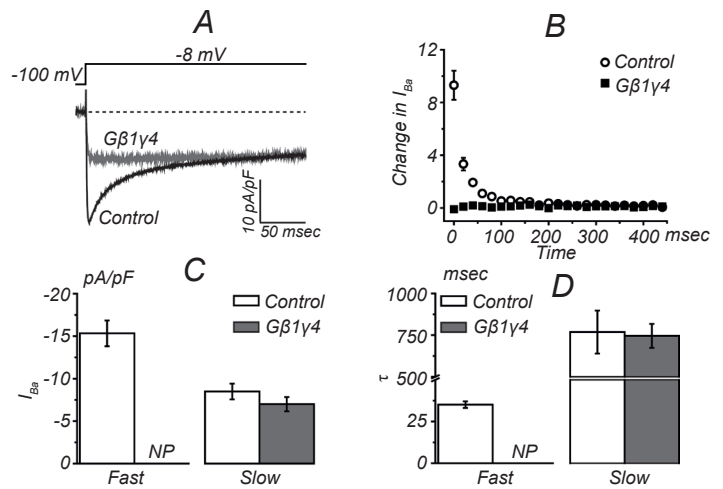 A
-8 mV
-100 mV
Gβ1γ4
Control
10 pA/pF
50 msec
B
Change in I_Ba
12
8
4
0
Control
Gβ1γ4
0 100 200 300 400 msec
Time
C
pA/pF
I_Ba
-20
-15
-10
-5
0
Control
Gβ1γ4
NP
Fast Slow
D
msec
τ
1000
750
500
25
0
Control
Gβ1γ4
NP
Fast Slow